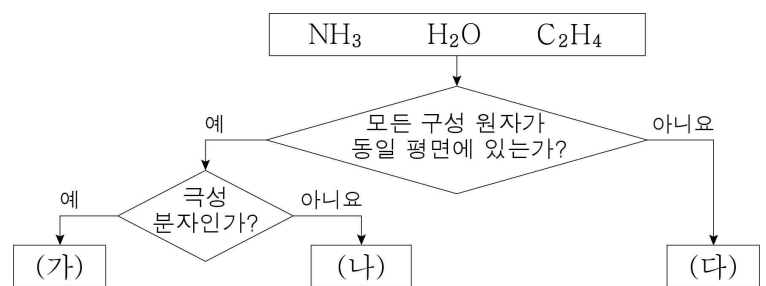 NH₃ H₂O C₂H₄
모든 구성 원자가
동일 평면에 있는가?
예
아니요
극성
분자인가?
예
아니요
(가)
(나)
(다)